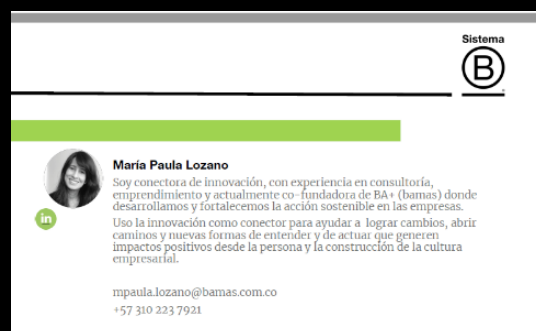 Sistema
B
María Paula Lozano
Soy conectora de innovación, con experiencia en consultoría,
emprendimiento y actualmente co-fundadora de BA+ (bamas) donde
desarrollamos y fortalecemos la acción sostenible en las empresas.
Uso la innovación como conector para ayudar a lograr cambios, abrir
caminos y nuevas formas de entender y de actuar que generen
impactos positivos desde la persona y la construcción de la cultura
empresarial.
in
mpaula.lozano@bamas.com.co
+57 310 223 7921